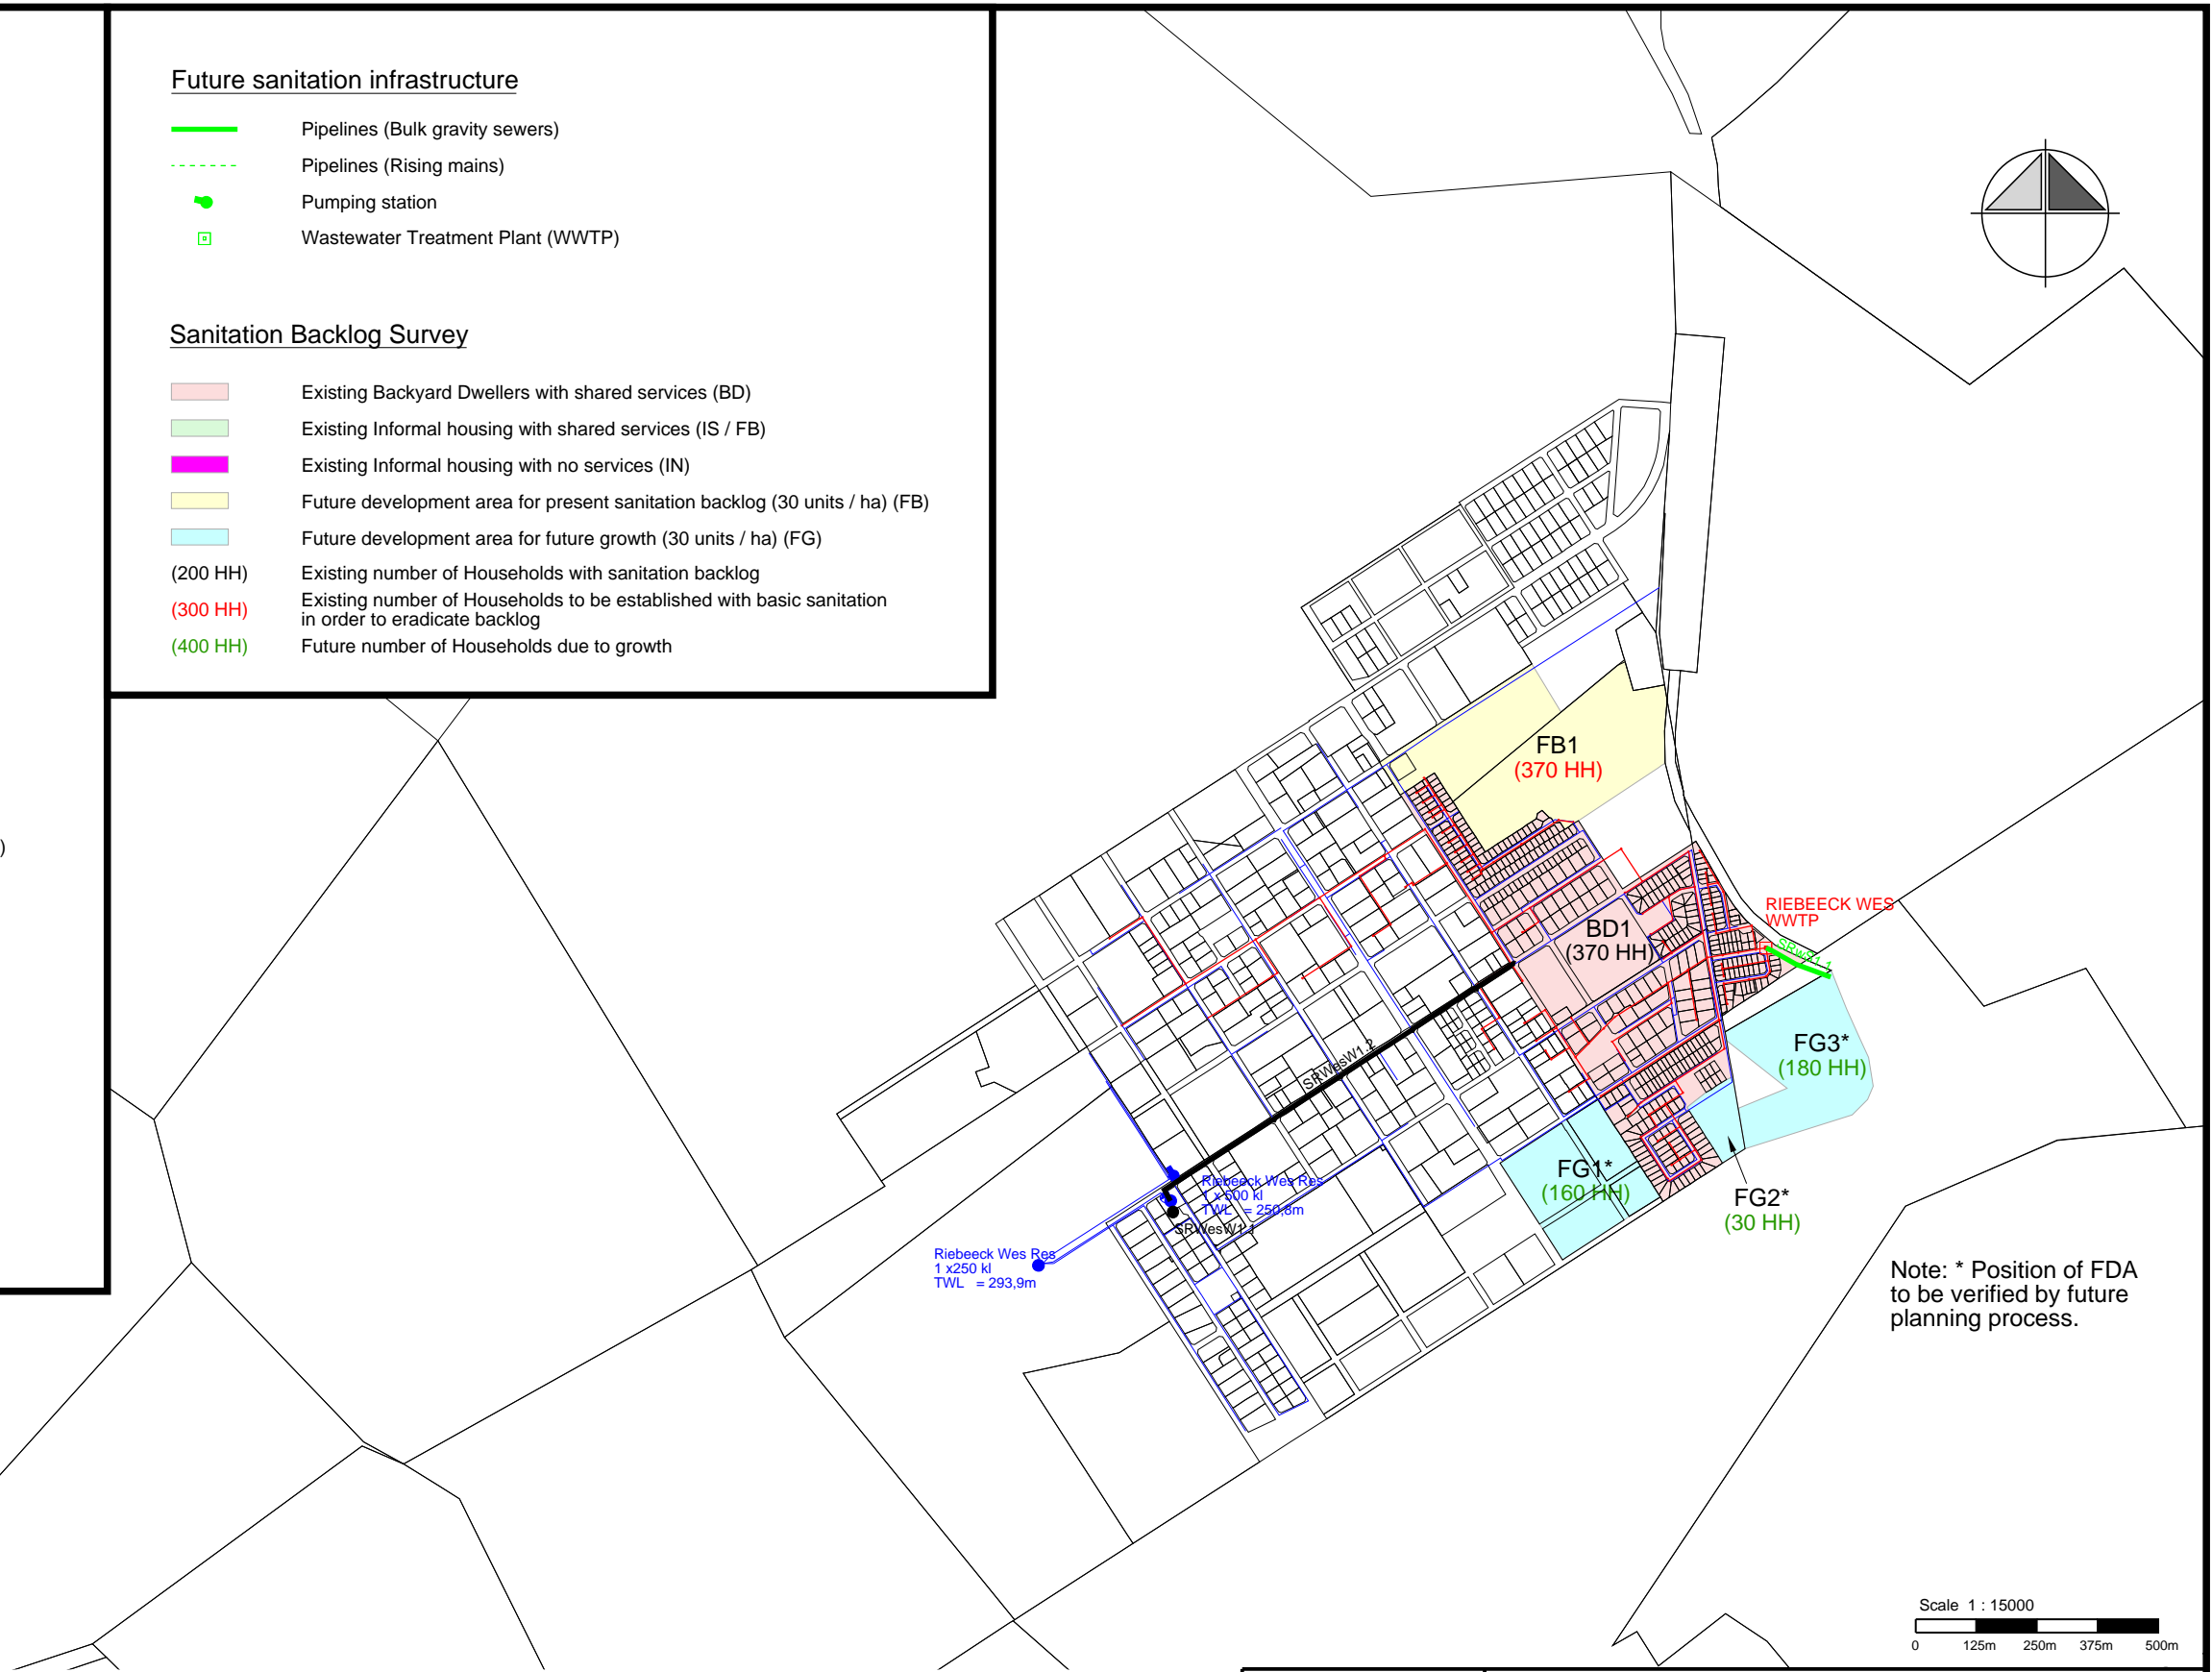 Future sanitation infrastructure
Pipelines (Bulk gravity sewers)
Pipelines (Rising mains)
Pumping station
Wastewater Treatment Plant (WWTP)
Sanitation Backlog Survey
Existing Backyard Dwellers with shared services (BD)
Existing Informal housing with shared services (IS / FB)
Existing Informal housing with no services (IN)
Future development area for present sanitation backlog (30 units / ha) (FB)
Future development area for future growth (30 units / ha) (FG)
(200 HH) Existing number of Households with sanitation backlog
(300 HH) Existing number of Households to be established with basic sanitation
in order to eradicate backlog
(400 HH) Future number of Households due to growth
)
FB1
(370 HH)
RIEBEECK WES
WWTP
BD1
(370 HH)
FG3*
(180 HH)
SRWesW1.2
FG1*
(160 HH)
FG2*
(30 HH)
Riebeeck Wes Res
1 x 500 kl
TWL = 250,8m
SRWesW1.1
Riebeeck Wes Res
1 x250 kl
TWL = 293,9m
Note: * Position of FDA
to be verified by future
planning process.
Scale 1 : 15000
0 125m 250m 375m 500m